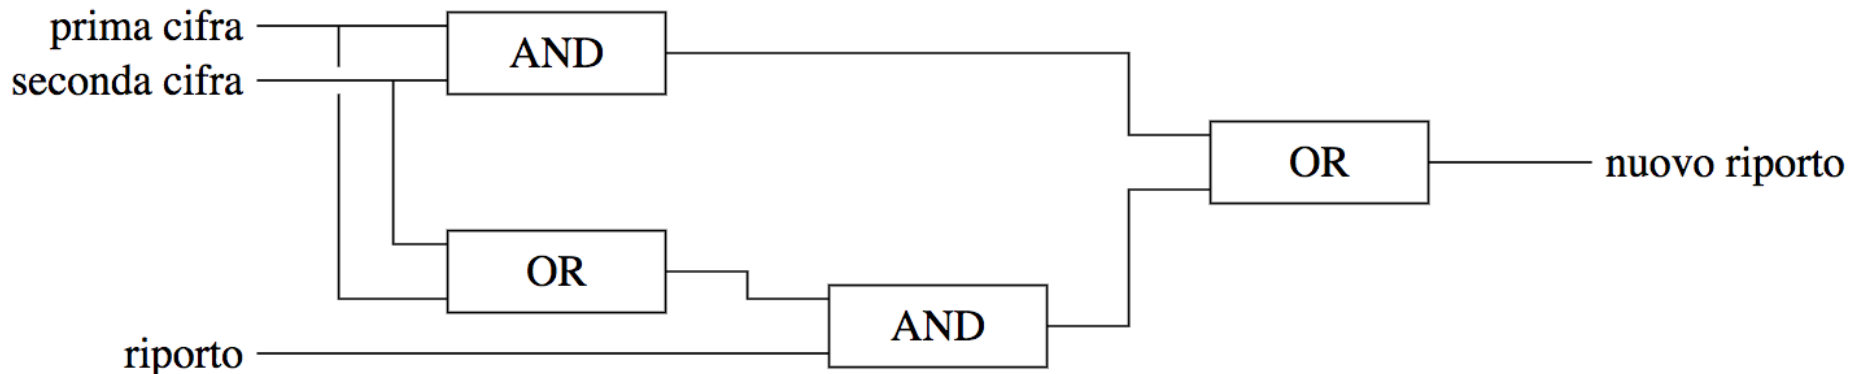 prima cifra
AND
seconda cifra
OR
nuovo riporto
OR
AND
riporto